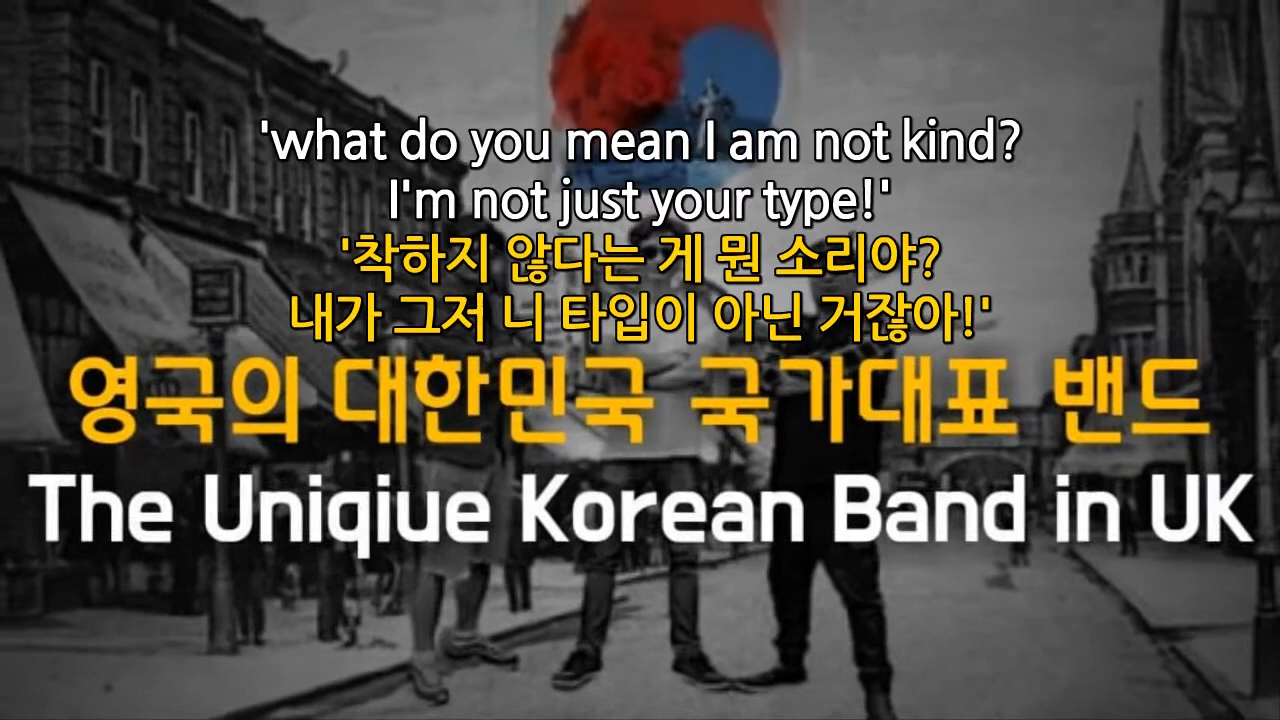 'what do you mean I am not kind?
I'm not just your type!'
'착하지 않다는 게 뭔 소리야?
내가 그저 니 타입이 아닌 거잖아!'
영국의 대한민국 국가대표 밴드
The Uniqiue Korean Band in UK